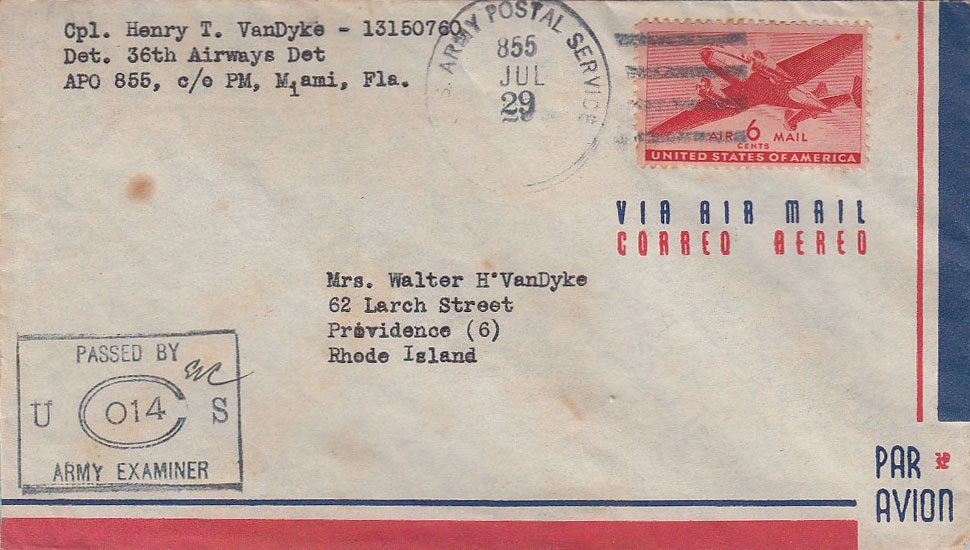 Cpl. Henry T. VanDyke - 13150760
Det. 36th Airways Det
APO 855, c/o PM, Miami, Fla.
S. ARMY POSTAL SERVICE
855
JUL
29
AIR 6 MAIL
CENTS
UNITED STATES OF AMERICA
VIA AIR MAIL
CORREO AEREO
Mrs. Walter H VanDyke
62 Larch Street
Providence (6)
Rhode Island
PASSED BY
U 014 S
ARMY EXAMINER
PAR
AVION